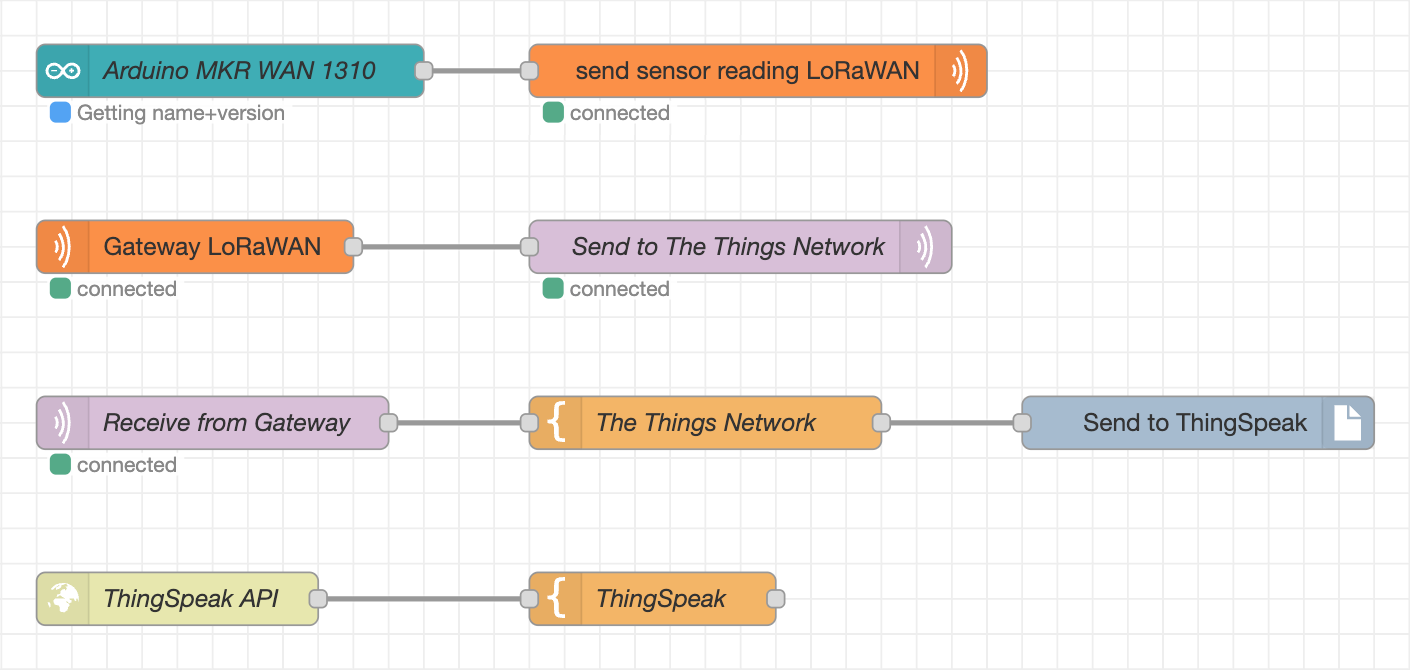 Arduino MKR WAN 1310
send sensor reading LoRaWAN
Getting name+version
connected
Gateway LoRaWAN
Send to The Things Network
connected
connected
Receive from Gateway
The Things Network
Send to ThingSpeak
connected
ThingSpeak API
ThingSpeak